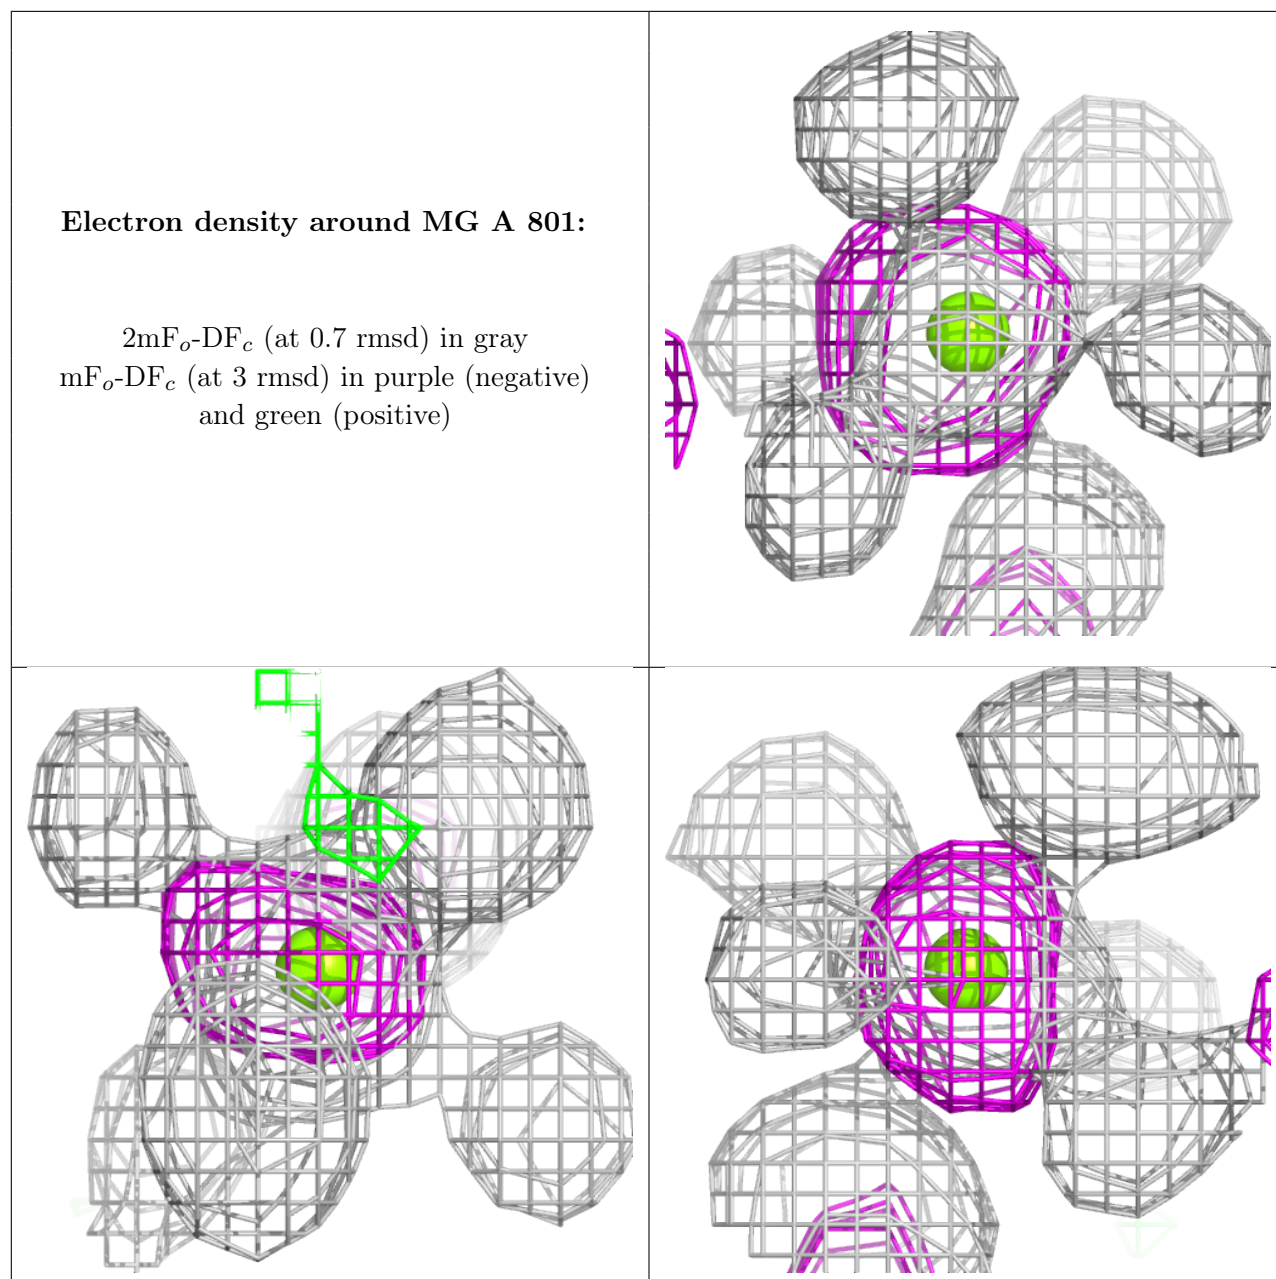 Electron density around MG A 801:
2mFo-DFc (at 0.7 rmsd) in gray
mFo-DFc (at 3 rmsd) in purple (negative)
and green (positive)